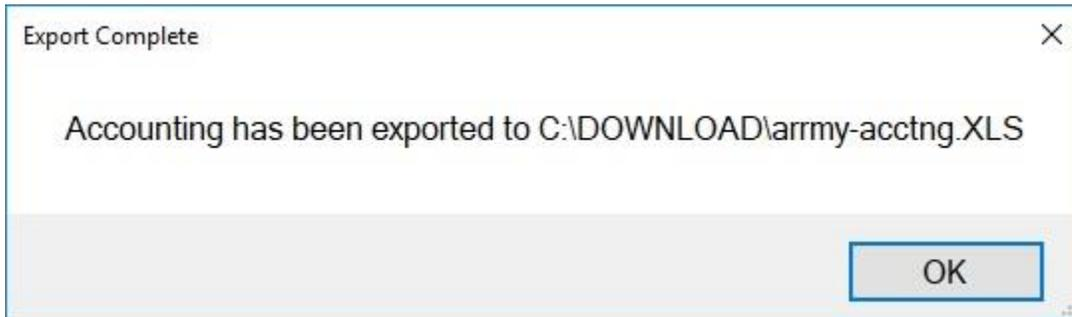 Export Complete
Accounting has been exported to C:\DOWNLOAD\arrmy-acctng.XLS
OK